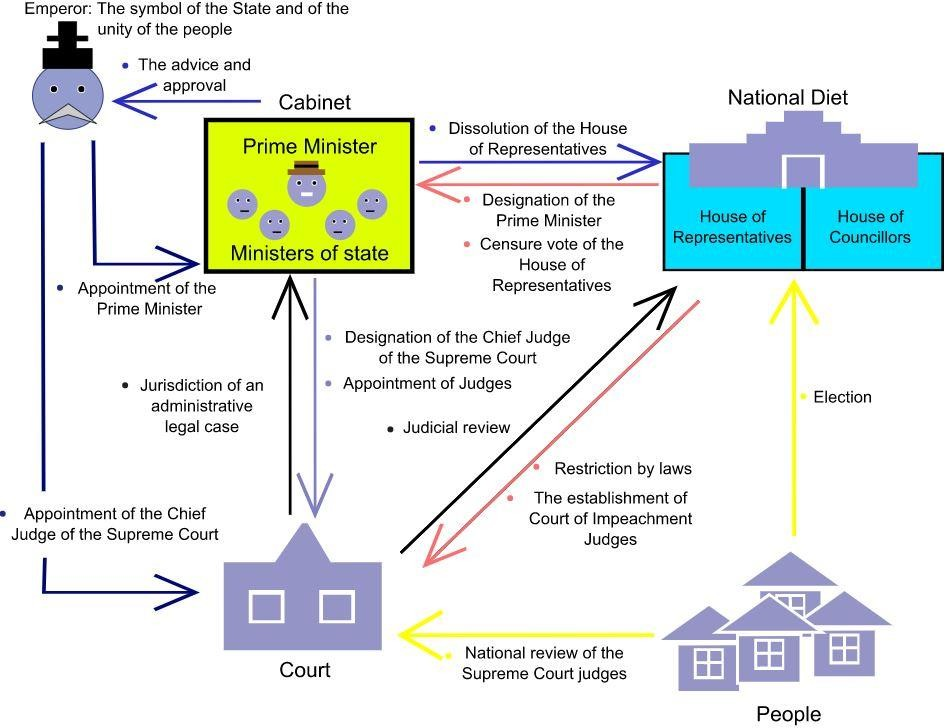 Emperor: The symbol of the State and of the
unity of the people
The advice and
approval
Cabinet
National Diet
Prime Minister
Ministers of state
Dissolution of the House
of Representatives
Designation of the
Prime Minister
Censure vote of the
House of
Representatives
House of
Representatives
House of
Councillors
Appointment of the
Prime Minister
Designation of the Chief Judge
of the Supreme Court
Appointment of Judges
Jurisdiction of an
administrative
legal case
Judicial review
Election
Restriction by laws
The establishment of
Court of Impeachment
Judges
Appointment of the Chief
Judge of the Supreme Court
National review of the
Supreme Court judges
Court
People